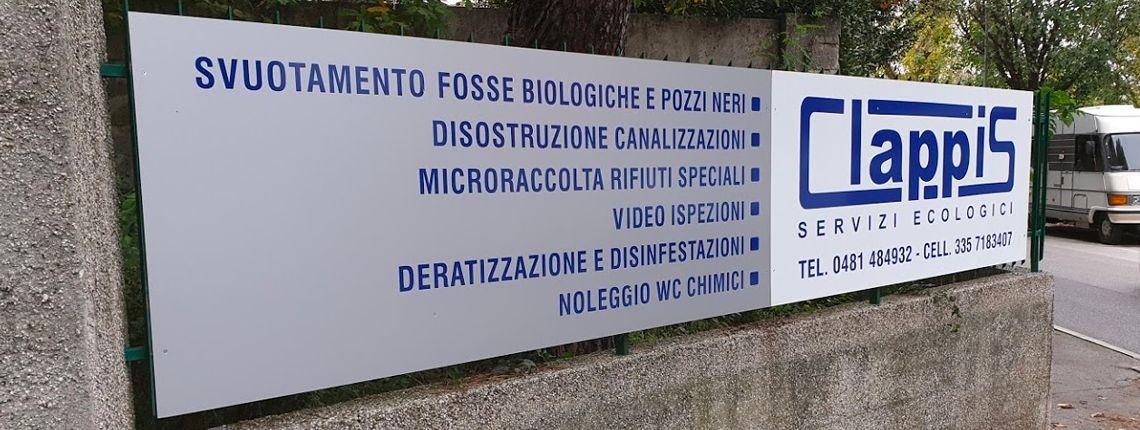 SVUOTAMENTO FOSSE BIOLOGICHE E POZZI NERI
DISOSTRUZIONE CANALIZZAZIONI
MICRORACCOLTA RIFIUTI SPECIALI
VIDEO ISPEZIONI
DERATIZZAZIONE E DISINFESTAZIONI
NOLEGGIO WC CHIMICI
Clappis
SERVIZI ECOLOGICI
TEL. 0481 484932 - CELL. 335 7183407